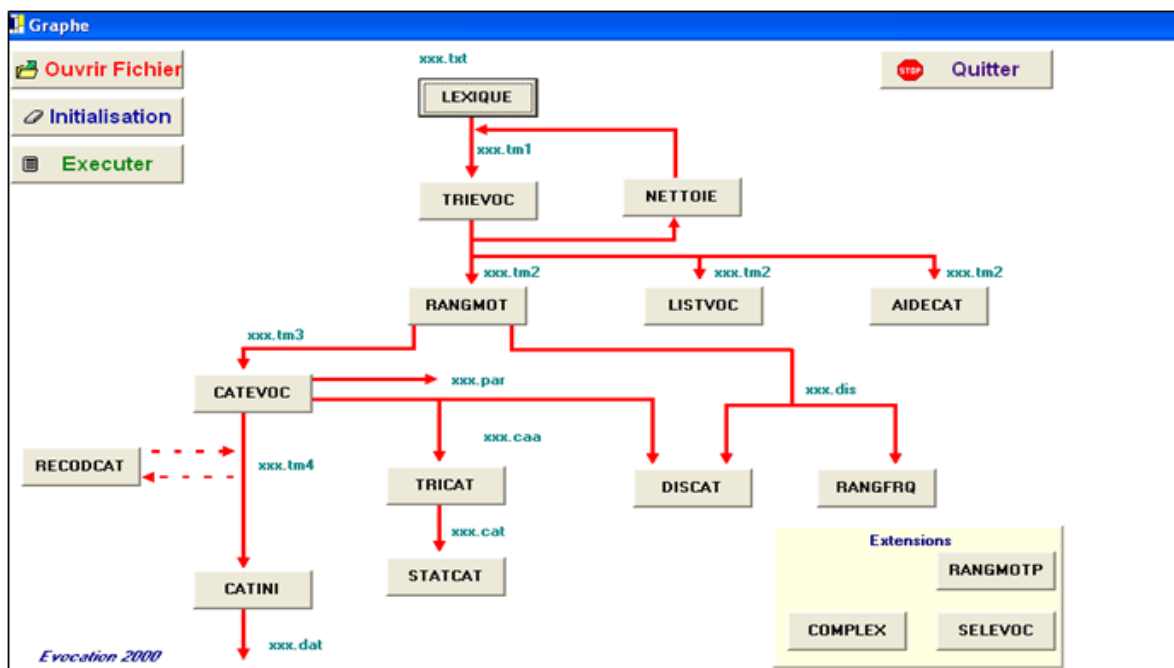 Graphe
xxx.txt
Ouvrir Fichier
STOP Quitter
LEXIQUE
Initialisation
xxx.tm1
Executer
TRIEVOC
NETTOIE
xxx.tm2
xxx.tm2
xxx.tm2
RANGMOT
LISTVOC
AIDECAT
xxx.tm3
CATEVOC
xxx.par
xxx.dis
xxx.caa
RECODCAT
xxx.tm4
TRICAT
DISCAT
RANGFRQ
xxx.cat
Extensions
STATCAT
RANGMOTP
CATINI
COMPLEX
SELEVOC
xxx.dat
Evocation 2000